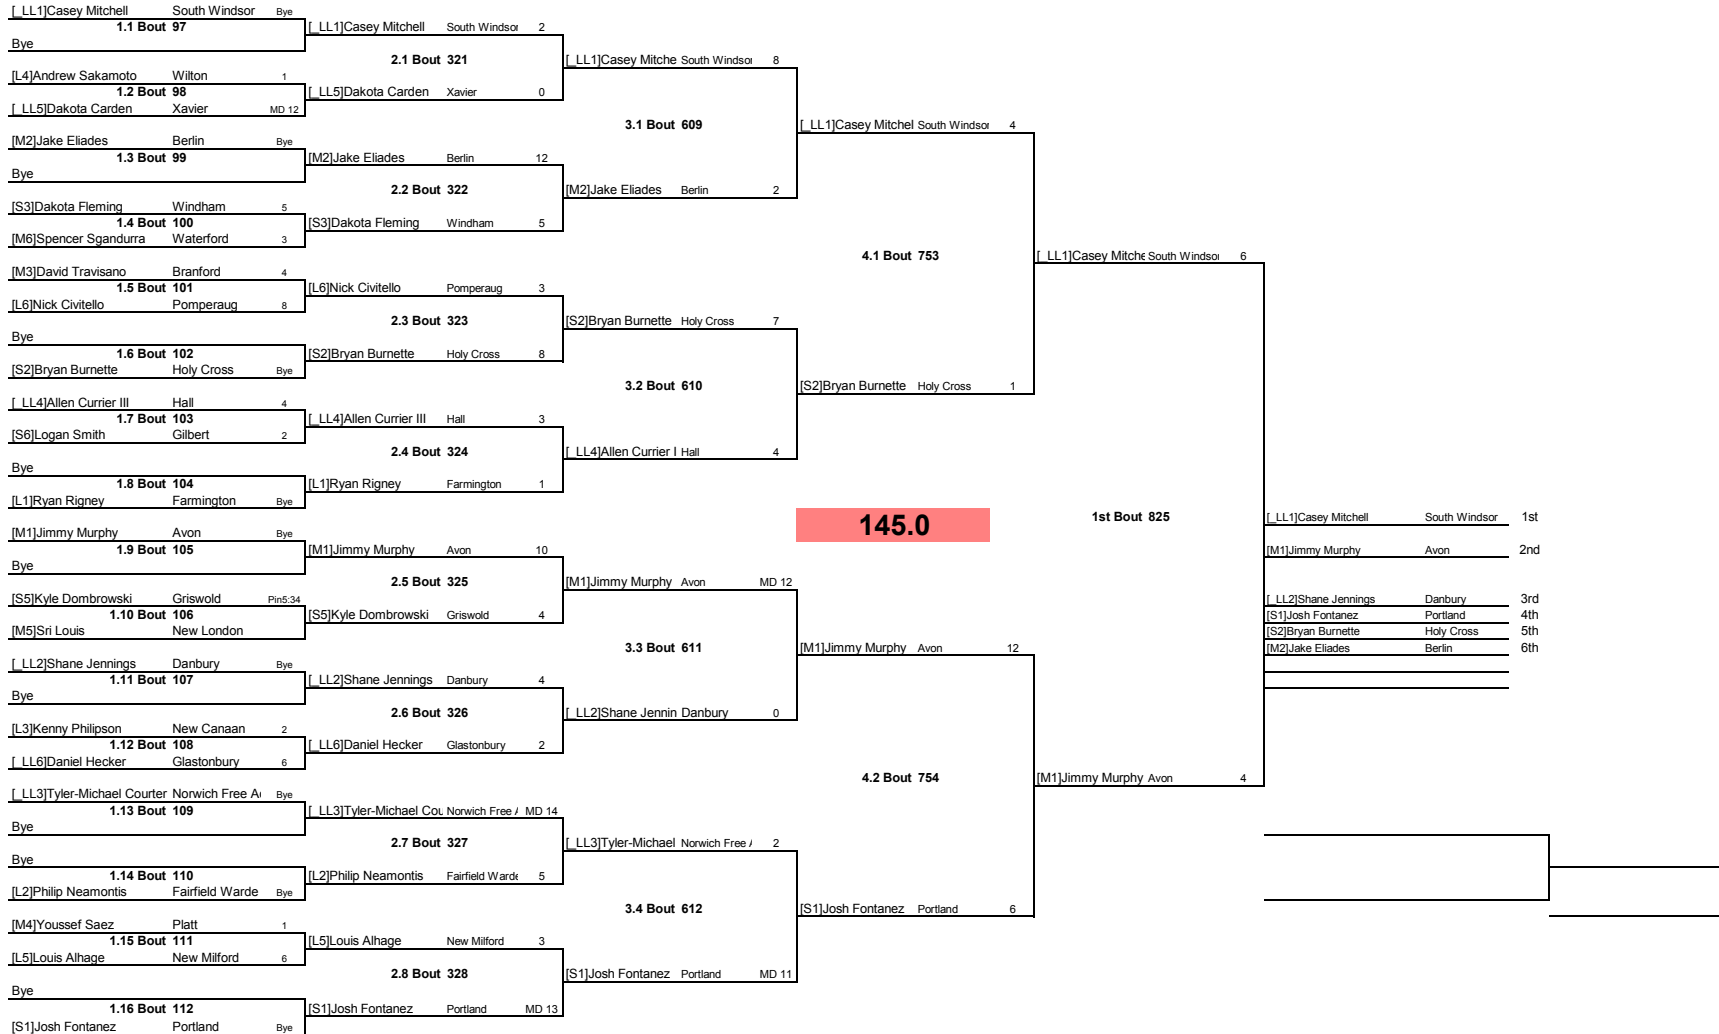 [_LL1]Casey Mitchell South Windsor Bye
1.1 Bout 97
Bye
[L4]Andrew Sakamoto Wilton 1
1.2 Bout 98
[_LL5]Dakota Carden Xavier MD 12
[M2]Jake Eliades Berlin Bye
1.3 Bout 99
Bye
[S3]Dakota Fleming Windham 5
1.4 Bout 100
[M6]Spencer Sgandurra Waterford 3
[M3]David Travisano Branford 4
1.5 Bout 101
[L6]Nick Civitello Pomperaug 8
Bye
1.6 Bout 102
[S2]Bryan Burnette Holy Cross Bye
[_LL4]Allen Currier III Hall 4
1.7 Bout 103
[S6]Logan Smith Gilbert 2
Bye
1.8 Bout 104
[L1]Ryan Rigney Farmington Bye
[M1]Jimmy Murphy Avon Bye
1.9 Bout 105
Bye
[S5]Kyle Dombrowski Griswold Pin5:34
1.10 Bout 106
[M5]Sri Louis New London
[_LL2]Shane Jennings Danbury Bye
1.11 Bout 107
Bye
[L3]Kenny Philipson New Canaan 2
1.12 Bout 108
[_LL6]Daniel Hecker Glastonbury 6
[_LL3]Tyler-Michael Courter Norwich Free A Bye
1.13 Bout 109
Bye
Bye
1.14 Bout 110
[L2]Philip Neamontis Fairfield Warde Bye
[M4]Youssef Saez Platt 1
1.15 Bout 111
[L5]Louis Alhage New Milford 6
Bye
1.16 Bout 112
[S1]Josh Fontanez Portland Bye
[_LL1]Casey Mitchell South Windsor 2
2.1 Bout 321
[_LL5]Dakota Carden Xavier 0
[M2]Jake Eliades Berlin 12
2.2 Bout 322
[S3]Dakota Fleming Windham 5
[L6]Nick Civitello Pomperaug 3
2.3 Bout 323
[S2]Bryan Burnette Holy Cross 8
[_LL4]Allen Currier III Hall 3
2.4 Bout 324
[L1]Ryan Rigney Farmington 1
[M1]Jimmy Murphy Avon 10
2.5 Bout 325
[S5]Kyle Dombrowski Griswold 4
[_LL2]Shane Jennings Danbury 4
2.6 Bout 326
[_LL6]Daniel Hecker Glastonbury 2
[_LL3]Tyler-Michael Cou Norwich Free A MD 14
2.7 Bout 327
[L2]Philip Neamontis Fairfield Warde 5
[L5]Louis Alhage New Milford 3
2.8 Bout 328
[S1]Josh Fontanez Portland MD 13
[_LL1]Casey Mitche South Windsor 8
3.1 Bout 609
[M2]Jake Eliades Berlin 2
[S2]Bryan Burnette Holy Cross 7
3.2 Bout 610
[_LL4]Allen Currier I Hall 4
[M1]Jimmy Murphy Avon MD 12
3.3 Bout 611
[_LL2]Shane Jennin Danbury 0
[_LL3]Tyler-Michael Norwich Free A 2
3.4 Bout 612
[S1]Josh Fontanez Portland MD 11
[_LL1]Casey Mitchel South Windsor 4
4.1 Bout 753
[S2]Bryan Burnette Holy Cross 1
145.0
[M1]Jimmy Murphy Avon 12
4.2 Bout 754
[S1]Josh Fontanez Portland 6
[_LL1]Casey Mitche South Windsor 6
1st Bout 825
[M1]Jimmy Murphy Avon 4
[_LL1]Casey Mitchell South Windsor 1st
[M1]Jimmy Murphy Avon 2nd
[_LL2]Shane Jennings Danbury 3rd
[S1]Josh Fontanez Portland 4th
[S2]Bryan Burnette Holy Cross 5th
[M2]Jake Eliades Berlin 6th